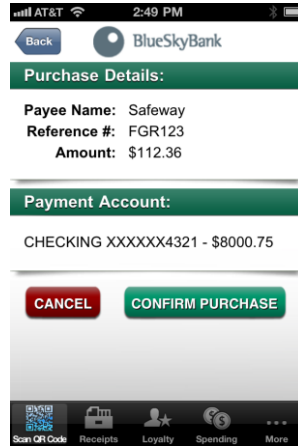 AT&T 2:49 PM
Back BlueSkyBank
Purchase Details:
Payee Name: Safeway
Reference #: FGR123
Amount: $112.36
Payment Account:
CHECKING XXXXXX4321 - $8000.75
CANCEL CONFIRM PURCHASE
Scan QR Code Receipts Loyalty Spending More